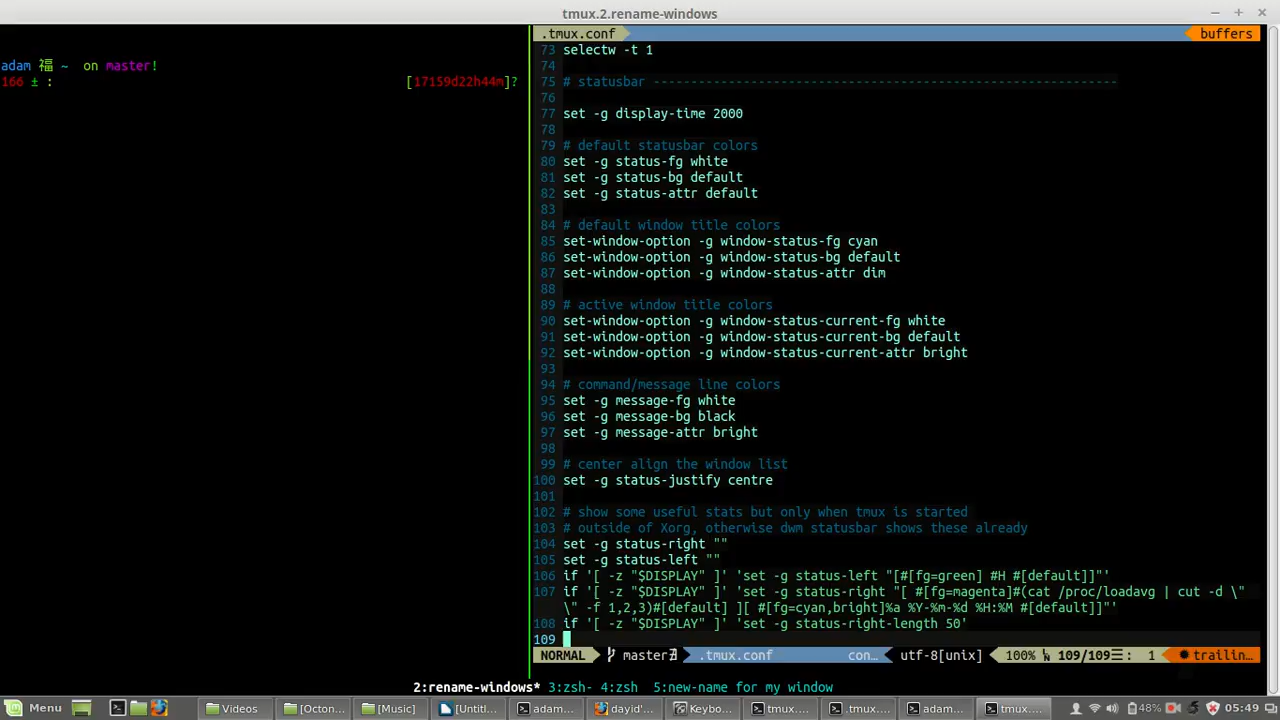 tmux.2.rename-windows
adam 福 ~ on master!
166 ± : [17159d22h44m]?
.tmux.conf buffers
73 selectw -t 1
74
75 # statusbar --------------------------------------------------------------
76
77 set -g display-time 2000
78
79 # default statusbar colors
80 set -g status-fg white
81 set -g status-bg default
82 set -g status-attr default
83
84 # default window title colors
85 set-window-option -g window-status-fg cyan
86 set-window-option -g window-status-bg default
87 set-window-option -g window-status-attr dim
88
89 # active window title colors
90 set-window-option -g window-status-current-fg white
91 set-window-option -g window-status-current-bg default
92 set-window-option -g window-status-current-attr bright
93
94 # command/message line colors
95 set -g message-fg white
96 set -g message-bg black
97 set -g message-attr bright
98
99 # center align the window list
100 set -g status-justify centre
101
102 # show some useful stats but only when tmux is started
103 # outside of Xorg, otherwise dwm statusbar shows these already
104 set -g status-right ""
105 set -g status-left ""
106 if '[ -z "$DISPLAY" ]' 'set -g status-left "[#[fg=green] #H #[default]]"'
107 if '[ -z "$DISPLAY" ]' 'set -g status-right "[ #[fg=magenta]#(cat /proc/loadavg | cut -d \"
\" -f 1,2,3)#[default] ][ #[fg=cyan,bright]%a %Y-%m-%d %H:%M #[default]]"'
108 if '[ -z "$DISPLAY" ]' 'set -g status-right-length 50'
109
NORMAL master∄ .tmux.conf con… utf-8[unix] 100% 109/109☰: 1 ✹ trailin…
2:rename-windows* 3:zsh- 4:zsh 5:new-name for my window
Menu Videos [Octon... [Music] [Untitl... adam... dayid'... Keybo... tmux.... .tmux... adam... tmux.... 48% 05:49